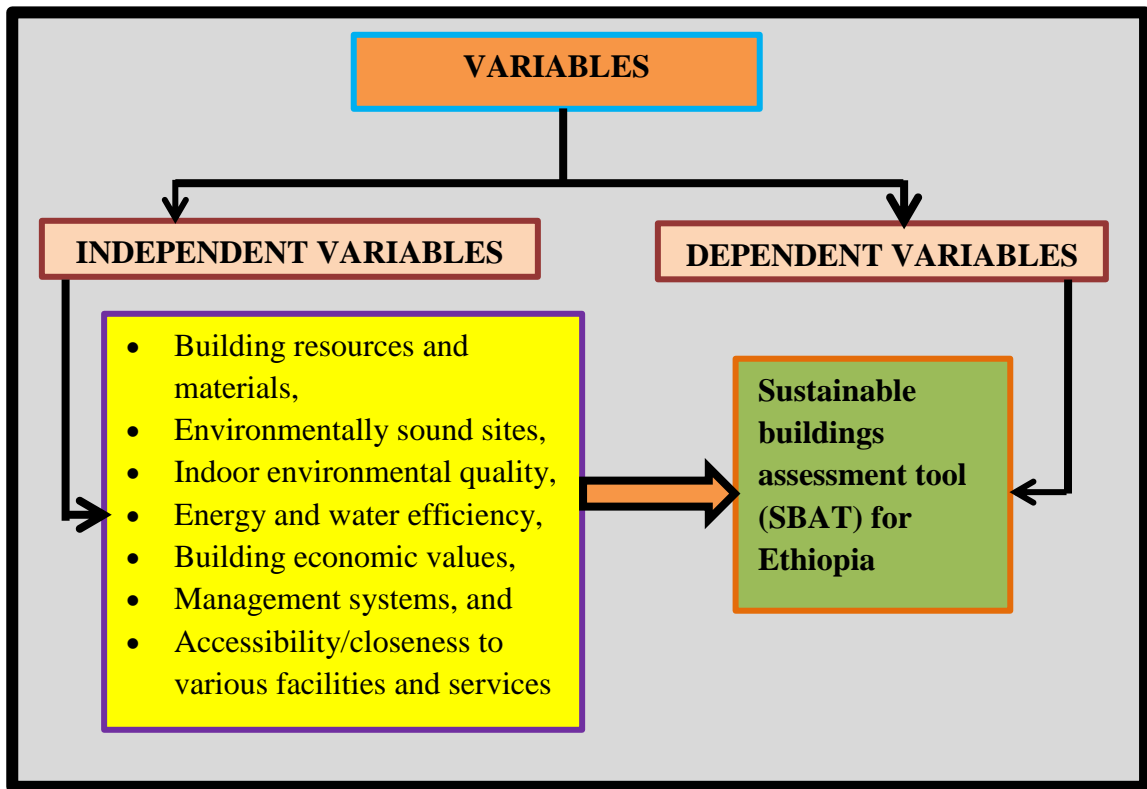 VARIABLES
INDEPENDENT VARIABLES
DEPENDENT VARIABLES
• Building resources and
materials,
• Environmentally sound sites,
• Indoor environmental quality,
• Energy and water efficiency,
• Building economic values,
• Management systems, and
• Accessibility/closeness to
various facilities and services
Sustainable
buildings
assessment tool
(SBAT) for
Ethiopia